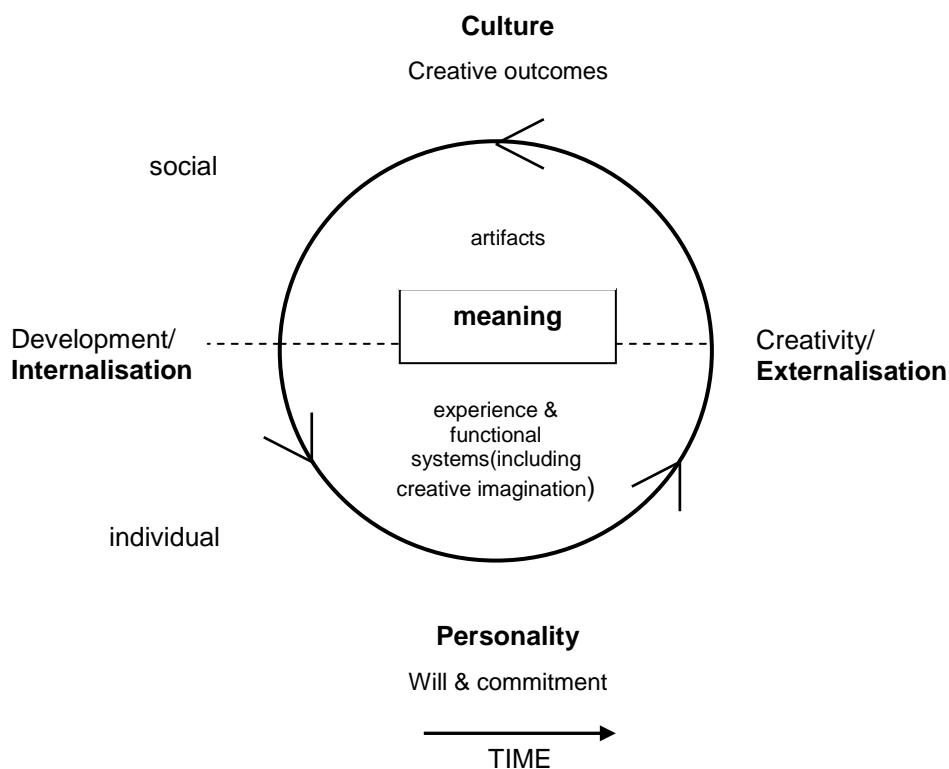 Culture
Creative outcomes
social
artifacts
meaning
Development/
Internalisation
Creativity/
Externalisation
experience &
functional
systems(including
creative imagination)
individual
Personality
Will & commitment
TIME